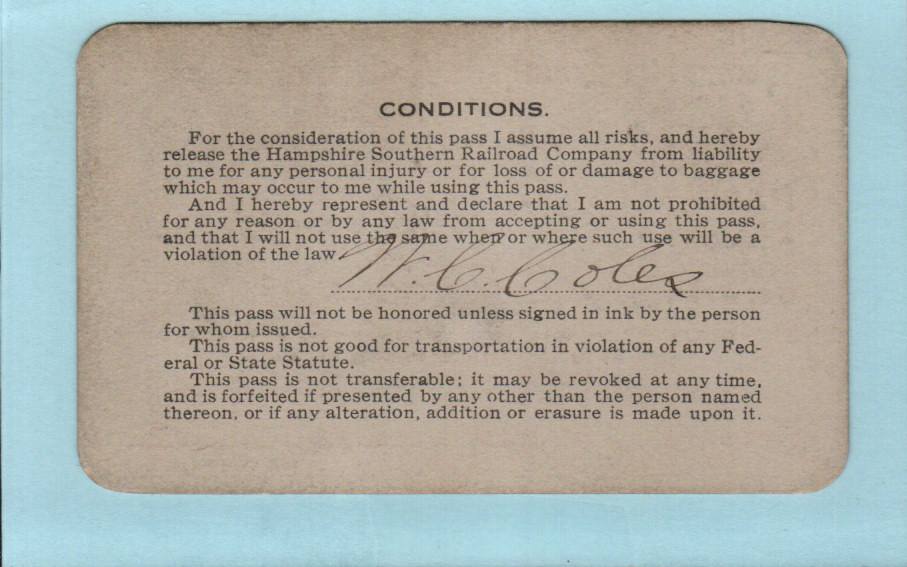 CONDITIONS.
For the consideration of this pass I assume all risks, and hereby
release the Hampshire Southern Railroad Company from liability
to me for any personal injury or for loss of or damage to baggage
which may occur to me while using this pass.
And I hereby represent and declare that I am not prohibited
for any reason or by any law from accepting or using this pass,
and that I will not use the same when or where such use will be a
violation of the law.
W. C. Coles
This pass will not be honored unless signed in ink by the person
for whom issued.
This pass is not good for transportation in violation of any Fed-
eral or State Statute.
This pass is not transferable; it may be revoked at any time,
and is forfeited if presented by any other than the person named
thereon, or if any alteration, addition or erasure is made upon it.